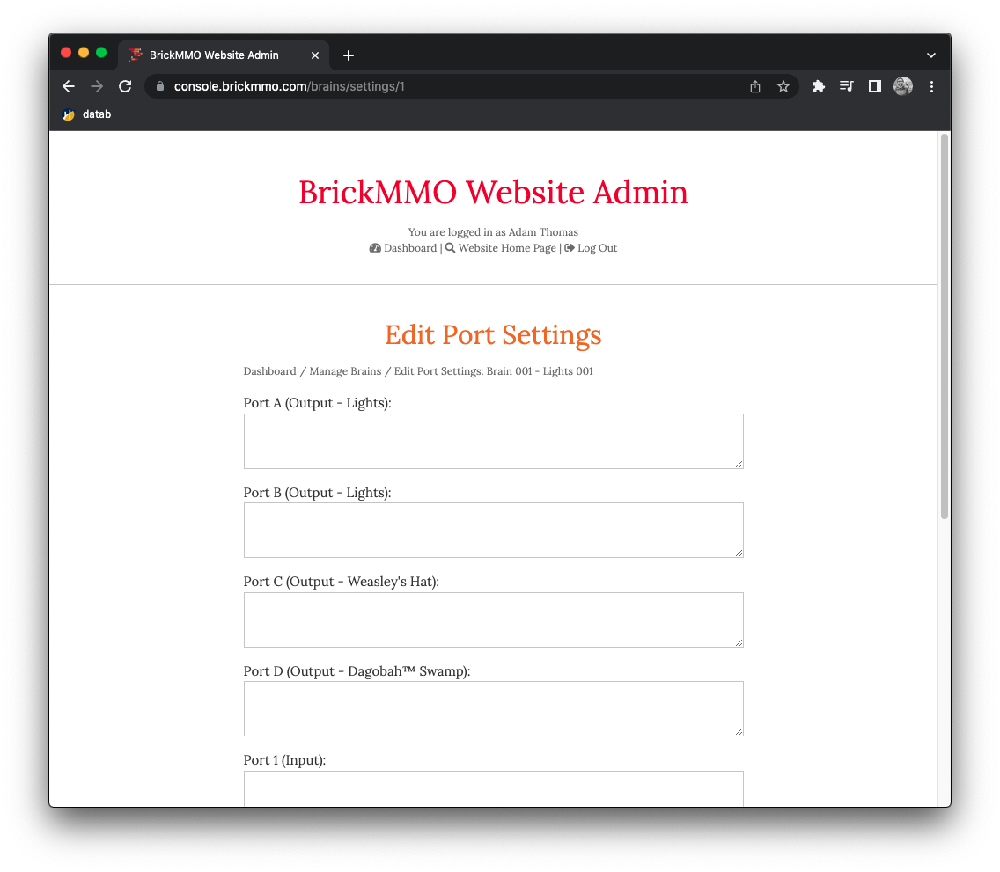 BrickMMO Website Admin
console.brickmmo.com/brains/settings/1
datab
BrickMMO Website Admin
You are logged in as Adam Thomas
Dashboard | Website Home Page | Log Out
Edit Port Settings
Dashboard / Manage Brains / Edit Port Settings: Brain 001 - Lights 001
Port A (Output - Lights):
Port B (Output - Lights):
Port C (Output - Weasley's Hat):
Port D (Output - Dagobah™ Swamp):
Port 1 (Input):